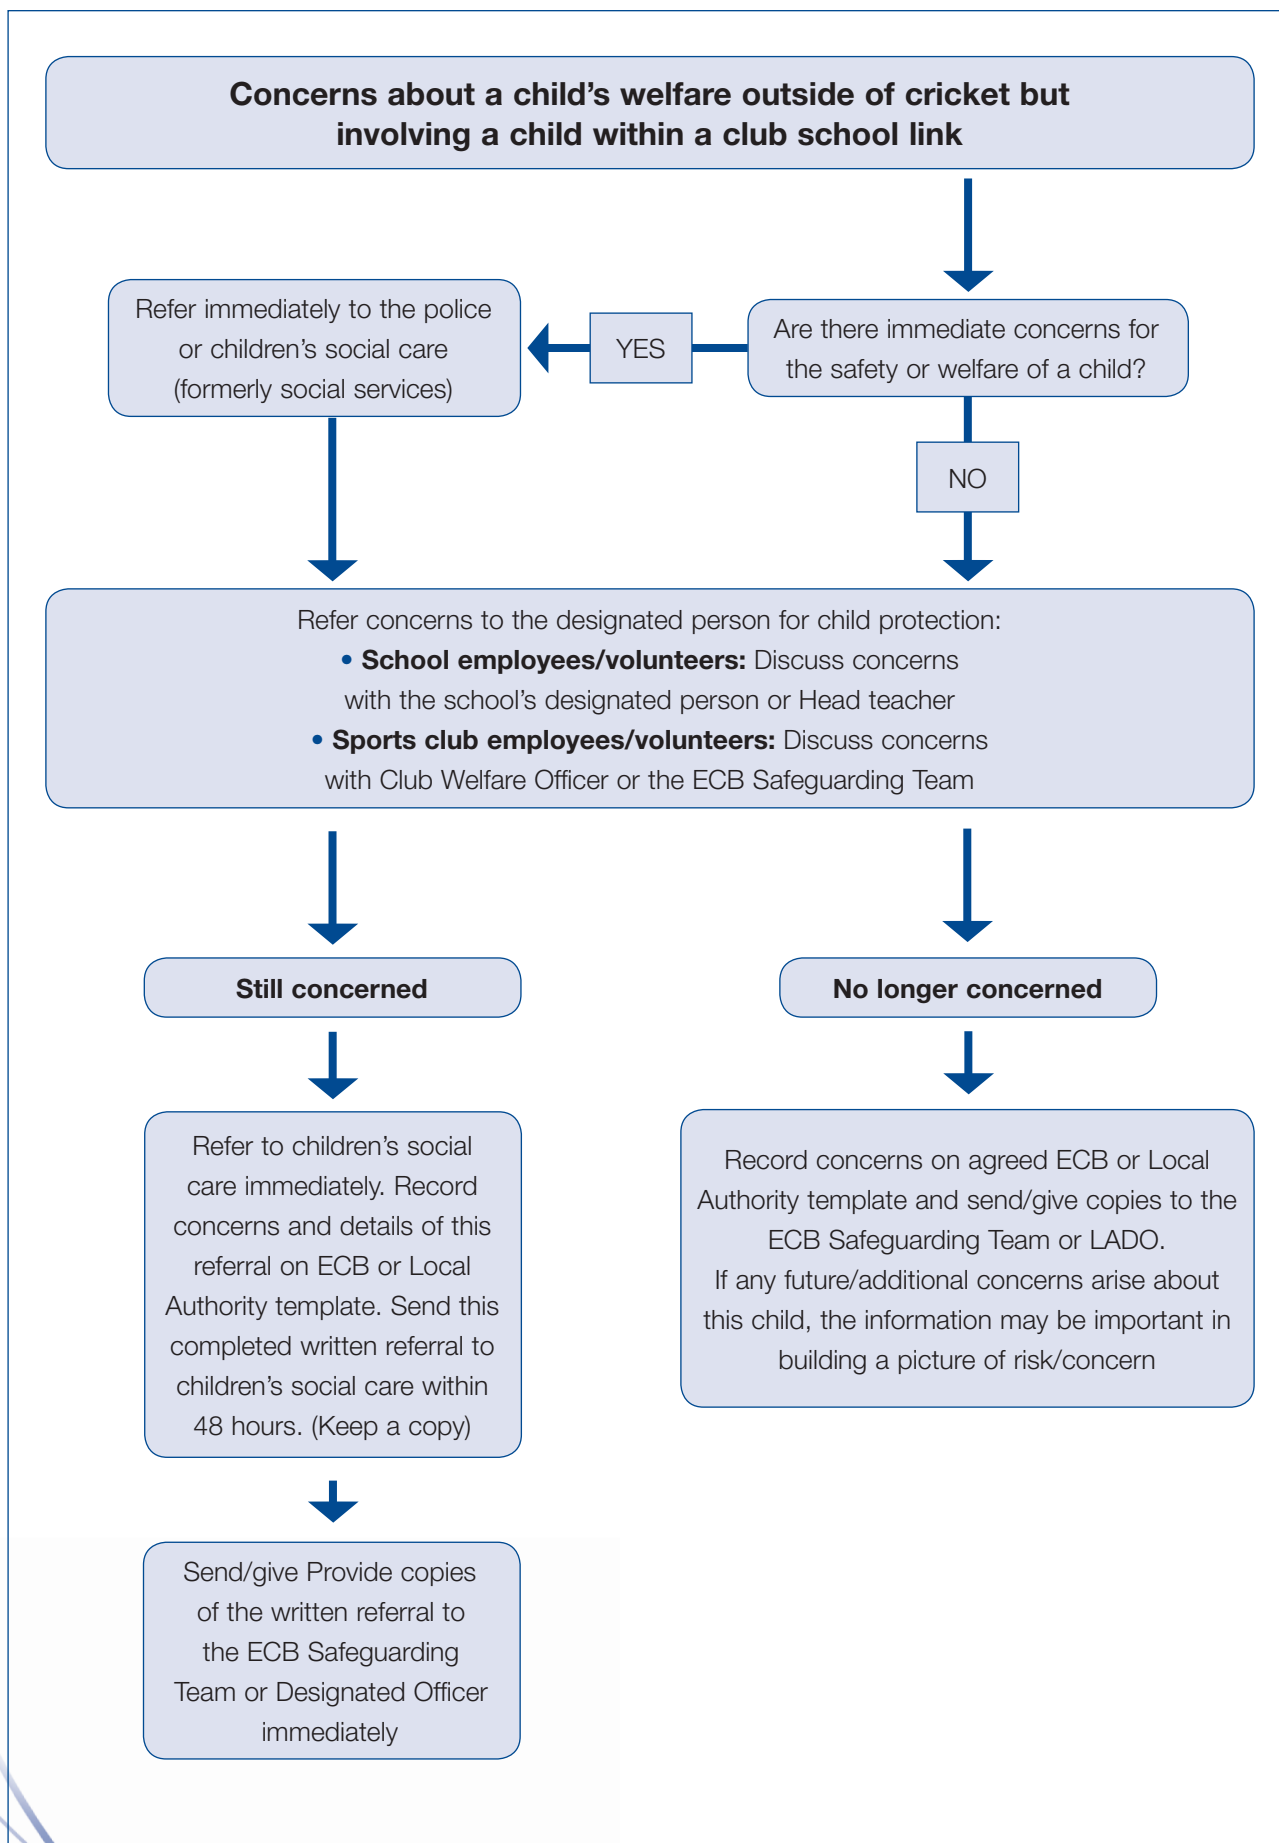 Concerns about a child’s welfare outside of cricket but
involving a child within a club school link
Refer immediately to the police
or children’s social care
(formerly social services)
YES
Are there immediate concerns for
the safety or welfare of a child?
NO
Refer concerns to the designated person for child protection:
• School employees/volunteers: Discuss concerns
with the school’s designated person or Head teacher
• Sports club employees/volunteers: Discuss concerns
with Club Welfare Officer or the ECB Safeguarding Team
Still concerned
No longer concerned
Refer to children’s social
care immediately. Record
concerns and details of this
referral on ECB or Local
Authority template. Send this
completed written referral to
children’s social care within
48 hours. (Keep a copy)
Record concerns on agreed ECB or Local
Authority template and send/give copies to the
ECB Safeguarding Team or LADO.
If any future/additional concerns arise about
this child, the information may be important in
building a picture of risk/concern
Send/give Provide copies
of the written referral to
the ECB Safeguarding
Team or Designated Officer
immediately